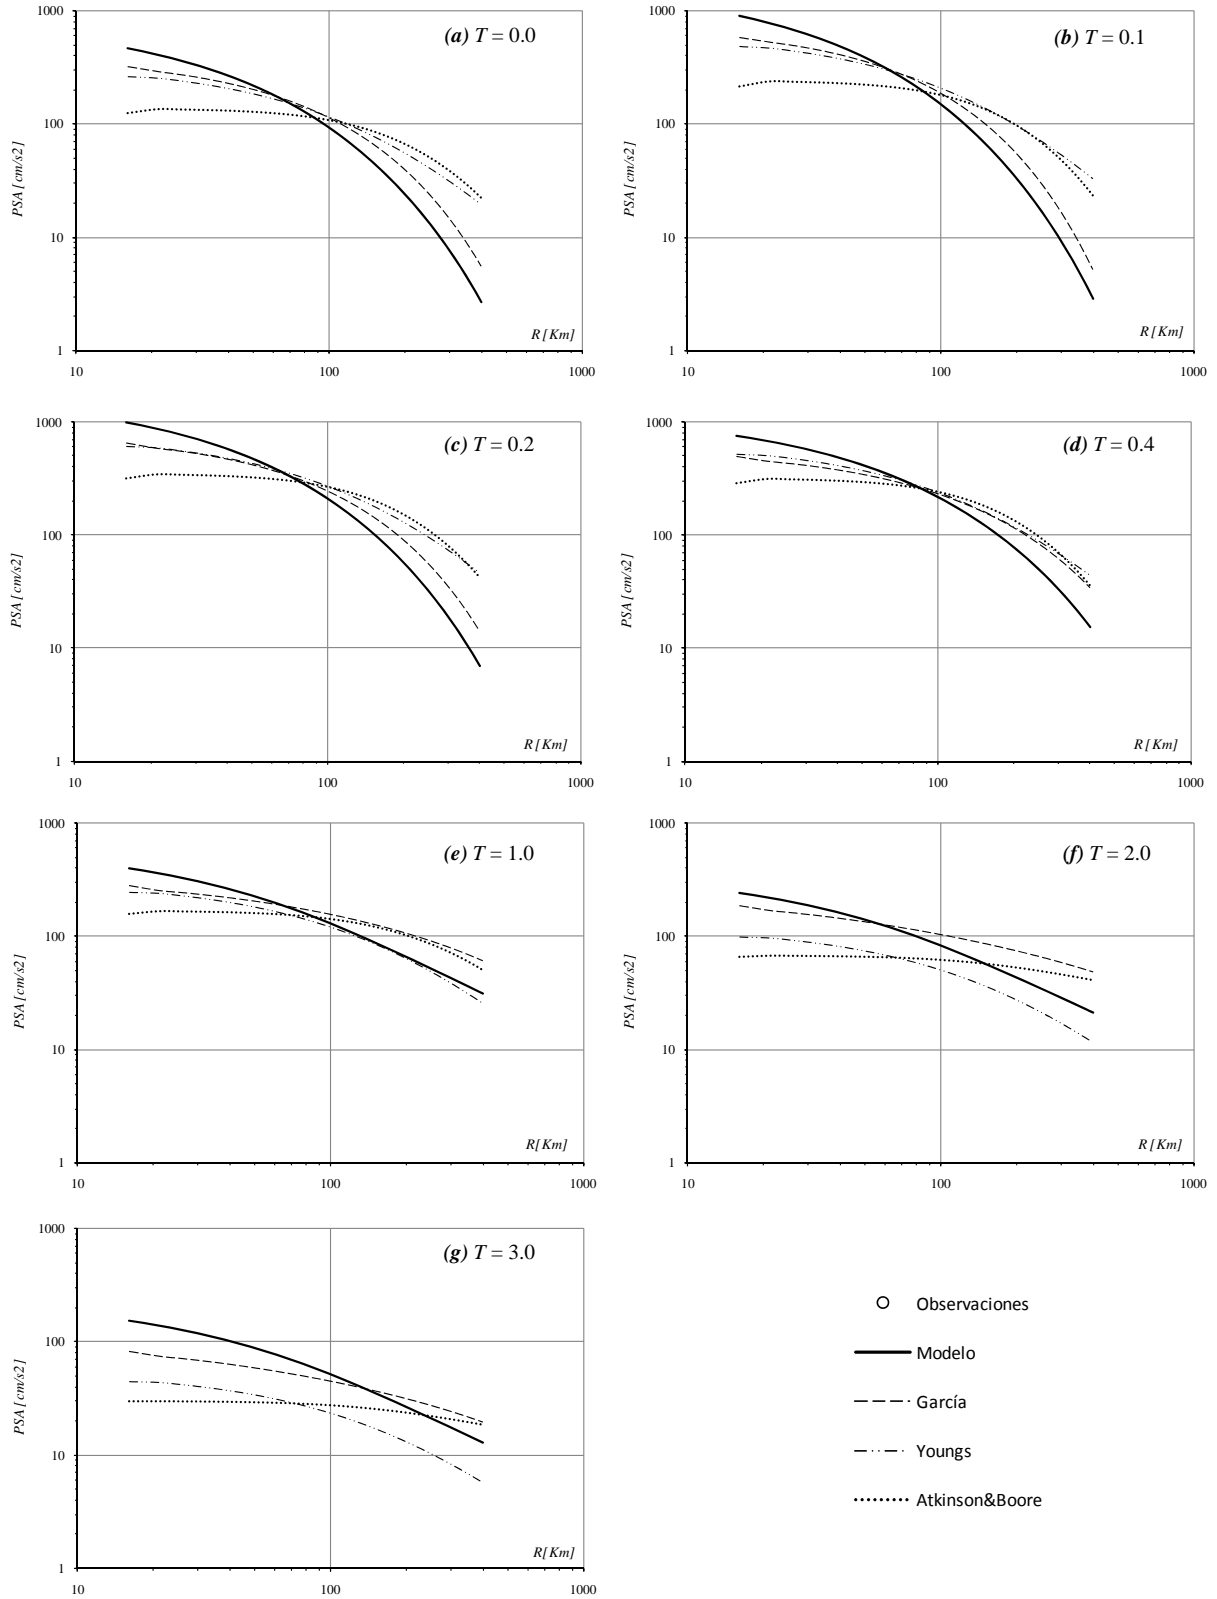 1000
100
10
1
PSA [cm/s2]
(a) T = 0.0
R [ Km]
10
100
1000
1000
100
10
1
PSA [cm/s2]
(b) T = 0.1
R [ Km]
10
100
1000
1000
100
10
1
PSA [cm/s2]
(c) T = 0.2
R [ Km]
10
100
1000
1000
100
10
1
PSA [cm/s2]
(d) T = 0.4
R [ Km]
10
100
1000
1000
100
10
1
PSA [cm/s2]
(e) T = 1.0
R [ Km]
10
100
1000
1000
100
10
1
PSA [cm/s2]
(f) T = 2.0
R [ Km]
10
100
1000
1000
100
10
1
PSA [cm/s2]
(g) T = 3.0
R [ Km]
10
100
1000
Observaciones
Modelo
García
Youngs
Atkinson&Boore